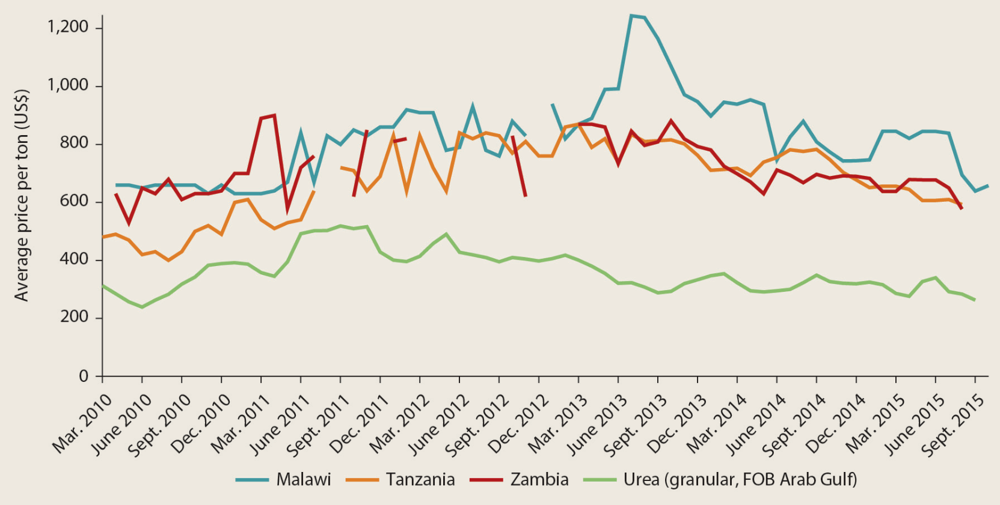 Average price per ton (US$)
1,200
1,000
800
600
400
200
0
Mar. 2010
June 2010
Sept. 2010
Dec. 2010
Mar. 2011
June 2011
Sept. 2011
Dec. 2011
Mar. 2012
June 2012
Sept. 2012
Dec. 2012
Mar. 2013
June 2013
Sept. 2013
Dec. 2013
Mar. 2014
June 2014
Sept. 2014
Dec. 2014
Mar. 2015
June 2015
Sept. 2015
Malawi Tanzania Zambia Urea (granular, FOB Arab Gulf)